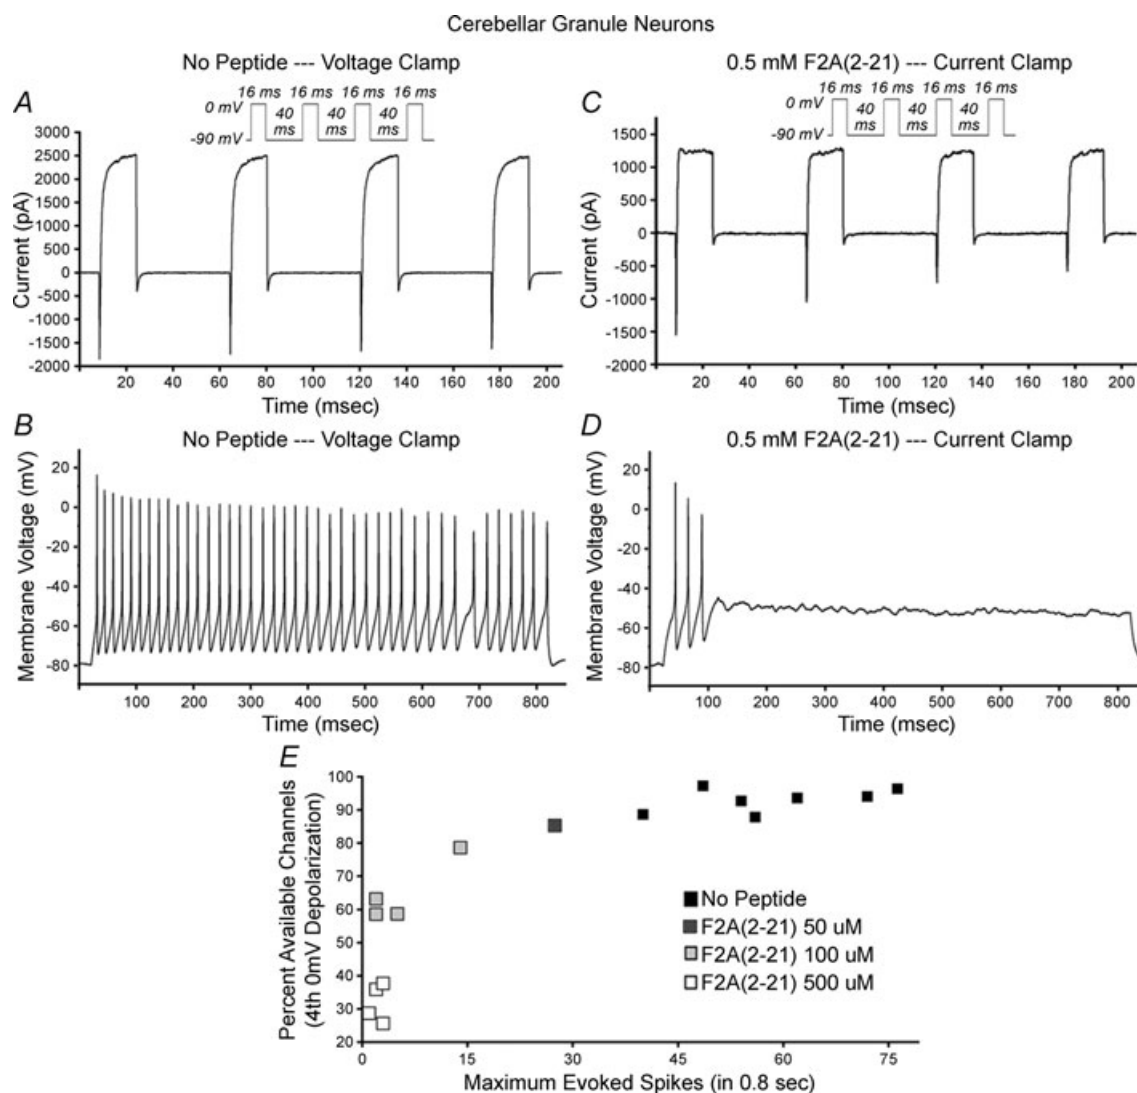 Cerebellar Granule Neurons
No Peptide --- Voltage Clamp
A
16 ms 16 ms 16 ms 16 ms
0 mV
40 ms 40 ms 40 ms
-90 mV
Current (pA)
3000
2500
2000
1500
1000
500
0
-500
-1000
-1500
-2000
20 40 60 80 100 120 140 160 180 200
Time (msec)
0.5 mM F2A(2-21) --- Current Clamp
C
16 ms 16 ms 16 ms 16 ms
0 mV
40 ms 40 ms 40 ms
-90 mV
Current (pA)
1500
1000
500
0
-500
-1000
-1500
-2000
20 40 60 80 100 120 140 160 180 200
Time (msec)
B
No Peptide --- Voltage Clamp
Membrane Voltage (mV)
20
0
-20
-40
-60
-80
100 200 300 400 500 600 700 800
Time (msec)
D
0.5 mM F2A(2-21) --- Current Clamp
Membrane Voltage (mV)
20
0
-20
-40
-60
-80
100 200 300 400 500 600 700 800
Time (msec)
E
Percent Available Channels
(4th 0mV Depolarization)
100
90
80
70
60
50
40
30
20
0 15 30 45 60 75
Maximum Evoked Spikes (in 0.8 sec)
No Peptide
F2A(2-21) 50 uM
F2A(2-21) 100 uM
F2A(2-21) 500 uM